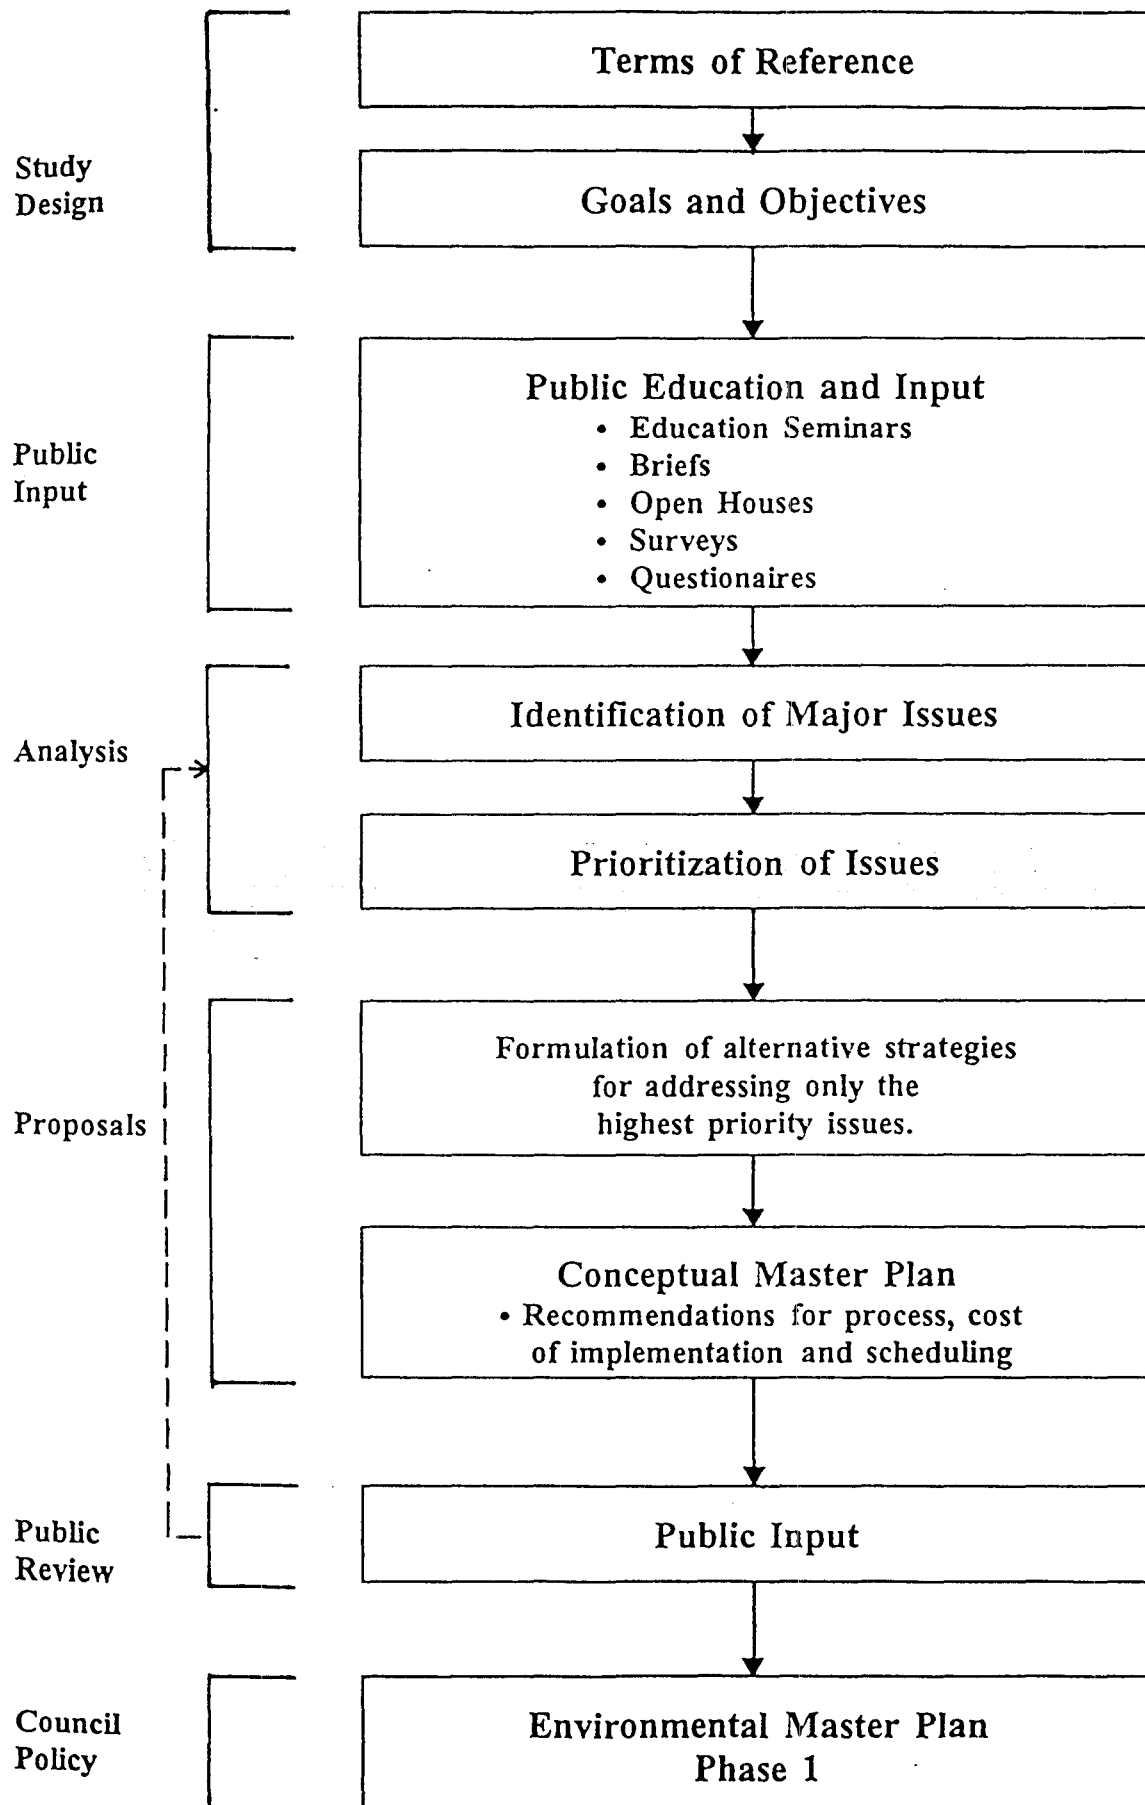 Terms of Reference
Study
Design
Goals and Objectives
Public Education and Input
• Education Seminars
• Briefs
• Open Houses
• Surveys
• Questionaires
Public
Input
Identification of Major Issues
Analysis
Prioritization of Issues
Formulation of alternative strategies
for addressing only the
highest priority issues.
Proposals
Conceptual Master Plan
• Recommendations for process, cost
of implementation and scheduling
Public Input
Public
Review
Environmental Master Plan
Phase 1
Council
Policy